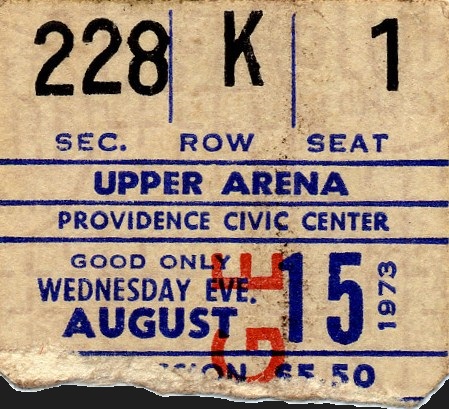 228 K 1
SEC. ROW SEAT
UPPER ARENA
PROVIDENCE CIVIC CENTER
GOOD ONLY
WEDNESDAY EVE.
AUGUST 15 1973
$5.50